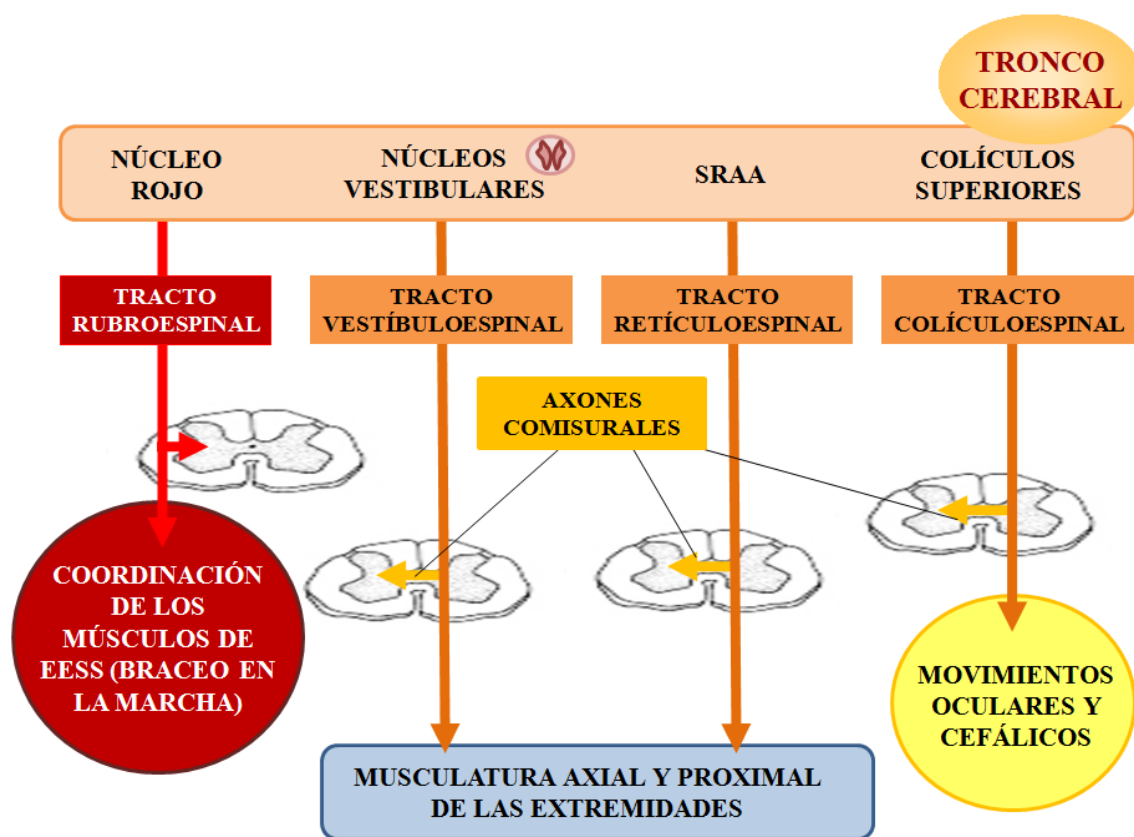 TRONCO
CEREBRAL
NÚCLEO
ROJO
NÚCLEOS
VESTIBULARES
SRAA
COLÍCULOS
SUPERIORES
TRACTO
RUBROESPINAL
TRACTO
VESTÍBULOESPINAL
TRACTO
RETÍCULOESPINAL
TRACTO
COLÍCULOESPINAL
AXONES
COMISURALES
COORDINACIÓN
DE LOS
MÚSCULOS DE
EESS (BRACEO EN
LA MARCHA)
MOVIMIENTOS
OCULARES Y
CEFÁLICOS
MUSCULATURA AXIAL Y PROXIMAL
DE LAS EXTREMIDADES